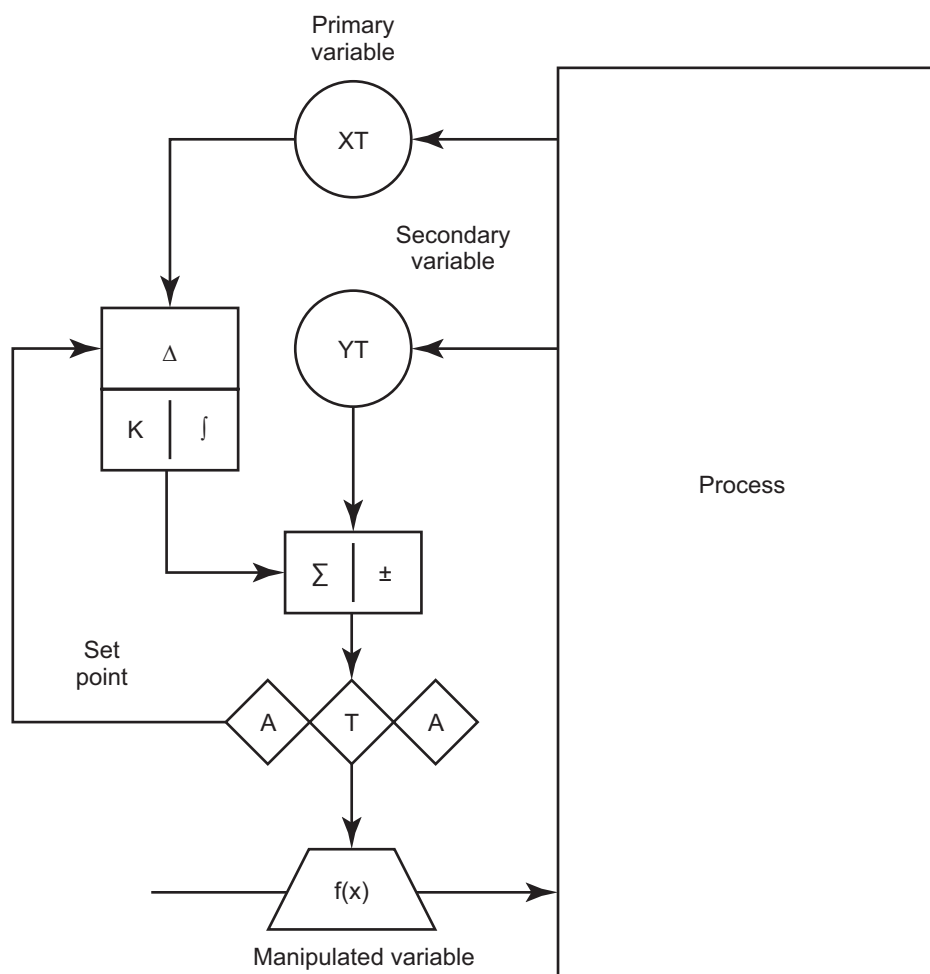 Primary
variable
XT
Secondary
variable
Δ
YT
K
∫
Process
Σ
±
Set
point
A
T
A
f(x)
Manipulated variable